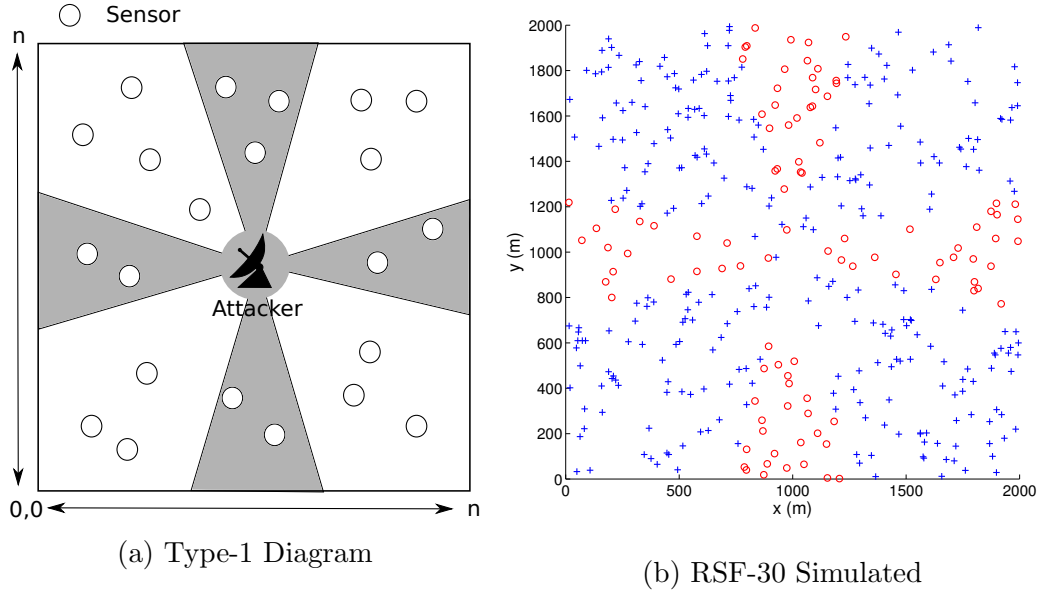 Sensor
n
Attacker
0,0
n
(a) Type-1 Diagram
2000
1800
1600
1400
1200
1000
800
600
400
200
0
y (m)
0
500
1000
1500
2000
x (m)
(b) RSF-30 Simulated